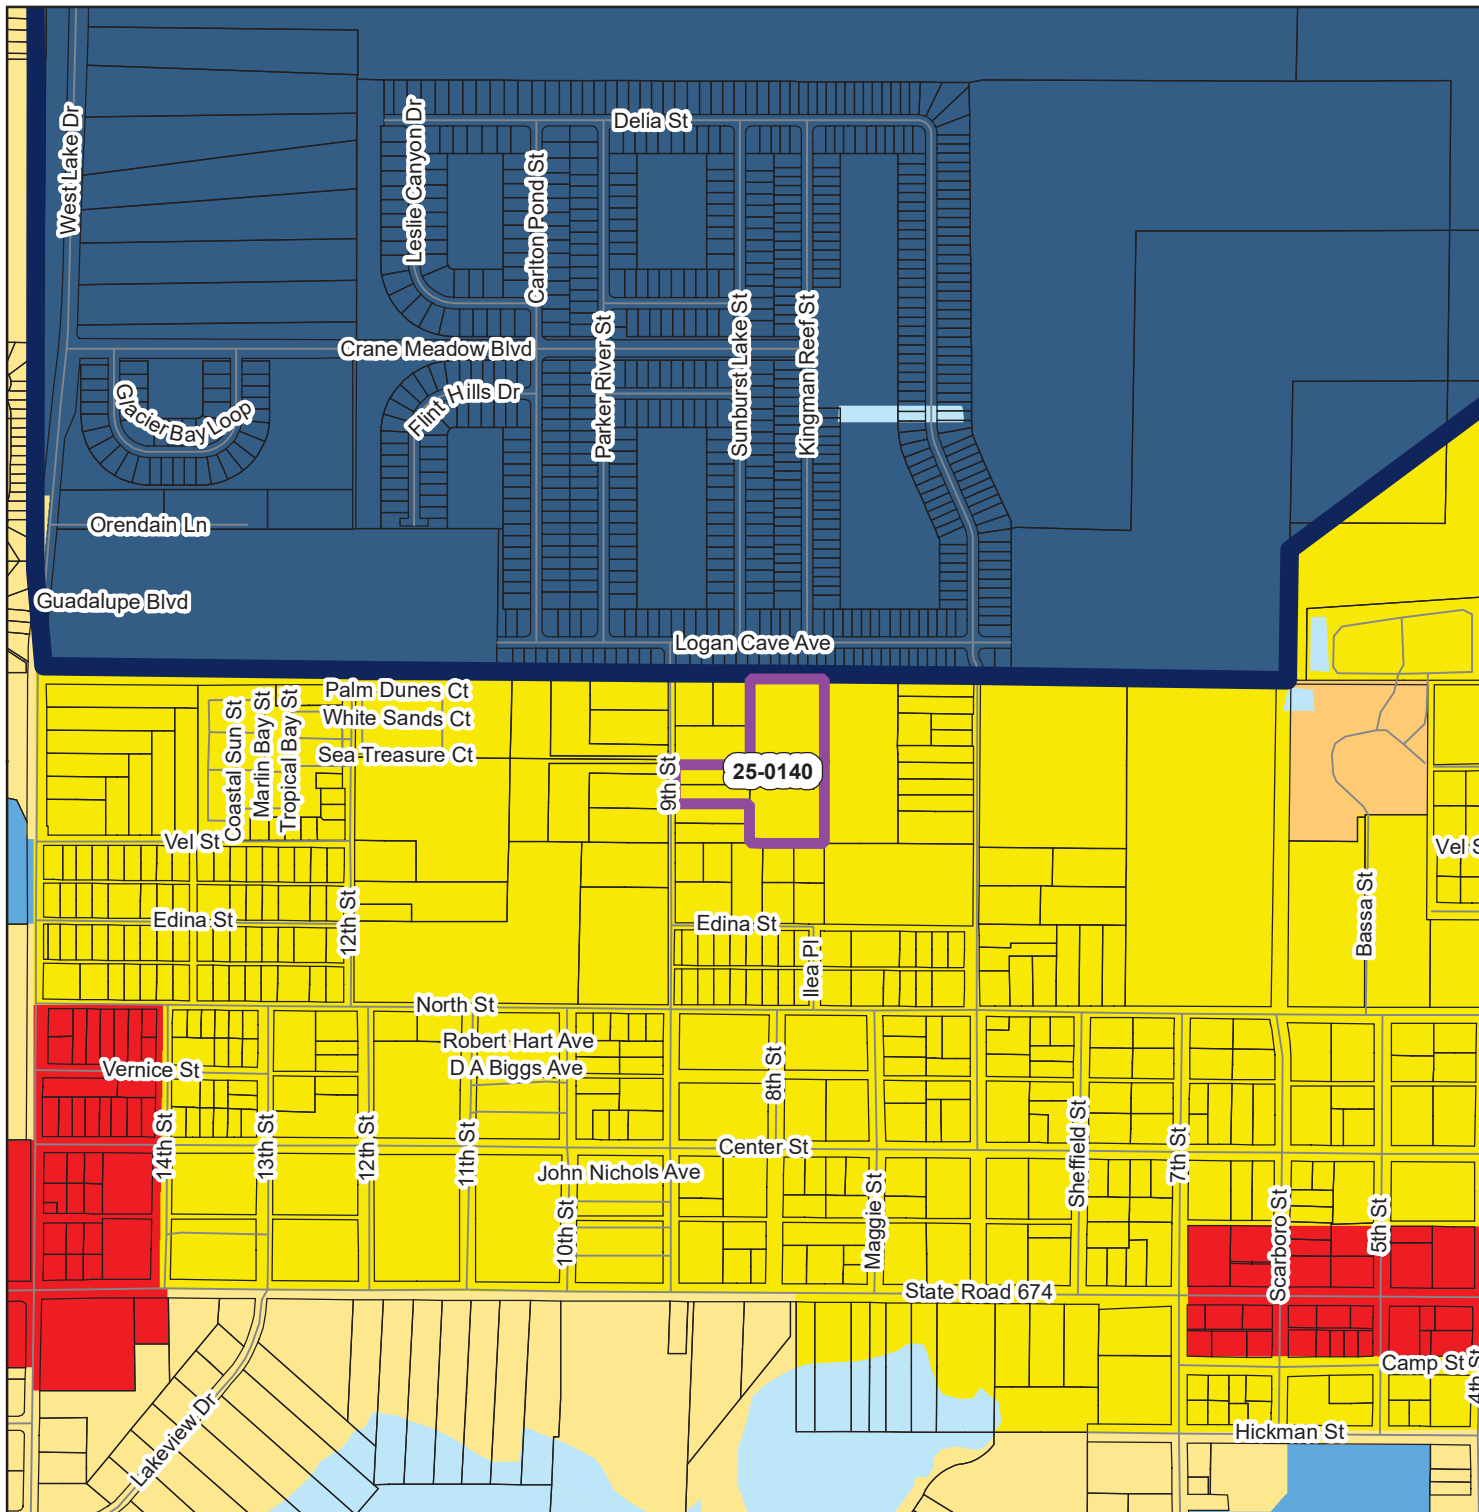 Delia St
West Lake Dr
Leslie Canyon Dr
Carlton Pond St
Crane Meadow Blvd
Parker River St
Sunburst Lake St
Kingman Reef St
Glacier Bay Loop
Flint Hills Dr
Orendain Ln
Guadalupe Blvd
Logan Cave Ave
Palm Dunes Ct
White Sands Ct
Sea Treasure Ct
Coastal Sun St
Marlin Bay St
Tropical Bay St
9th St
25-0140
Vel St
Vel S
Edina St
12th St
Edina St
Ilea Pl
Bassa St
North St
Robert Hart Ave
D A Biggs Ave
Vernice St
8th St
14th St
13th St
12th St
11th St
Center St
John Nichols Ave
10th St
Maggie St
Sheffield St
7th St
Scarboro St
5th St
State Road 674
Camp St
4th St
Lakeview Dr
Hickman St